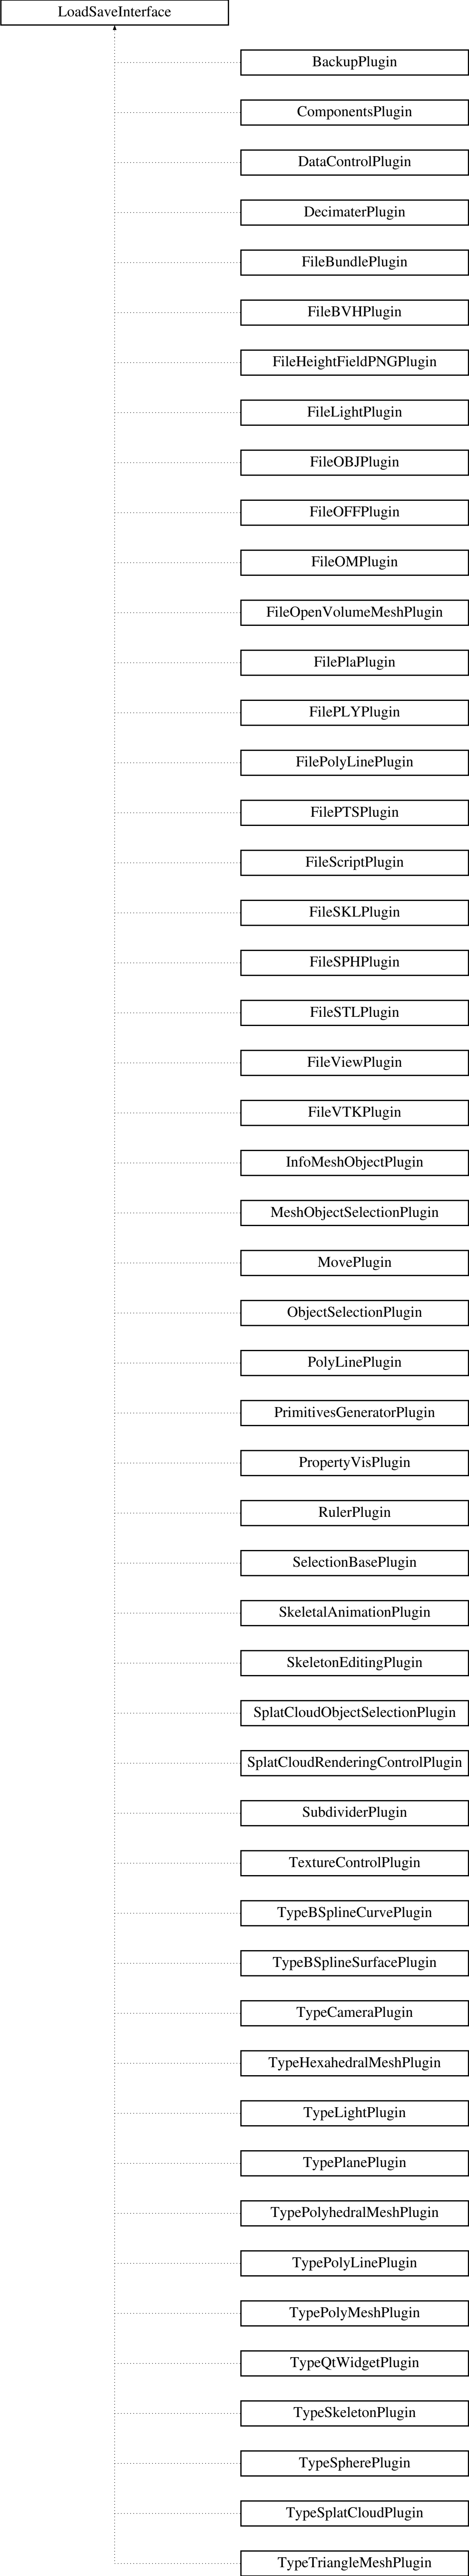 LoadSaveInterface
BackupPlugin
ComponentsPlugin
DataControlPlugin
DecimaterPlugin
FileBundlePlugin
FileBVHPlugin
FileHeightFieldPNGPlugin
FileLightPlugin
FileOBJPlugin
FileOFFPlugin
FileOMPlugin
FileOpenVolumeMeshPlugin
FilePlaPlugin
FilePLYPlugin
FilePolyLinePlugin
FilePTSPlugin
FileScriptPlugin
FileSKLPlugin
FileSPHPlugin
FileSTLPlugin
FileViewPlugin
FileVTKPlugin
InfoMeshObjectPlugin
MeshObjectSelectionPlugin
MovePlugin
ObjectSelectionPlugin
PolyLinePlugin
PrimitivesGeneratorPlugin
PropertyVisPlugin
RulerPlugin
SelectionBasePlugin
SkeletalAnimationPlugin
SkeletonEditingPlugin
SplatCloudObjectSelectionPlugin
SplatCloudRenderingControlPlugin
SubdividerPlugin
TextureControlPlugin
TypeBSplineCurvePlugin
TypeBSplineSurfacePlugin
TypeCameraPlugin
TypeHexahedralMeshPlugin
TypeLightPlugin
TypePlanePlugin
TypePolyhedralMeshPlugin
TypePolyLinePlugin
TypePolyMeshPlugin
TypeQtWidgetPlugin
TypeSkeletonPlugin
TypeSpherePlugin
TypeSplatCloudPlugin
TypeTriangleMeshPlugin